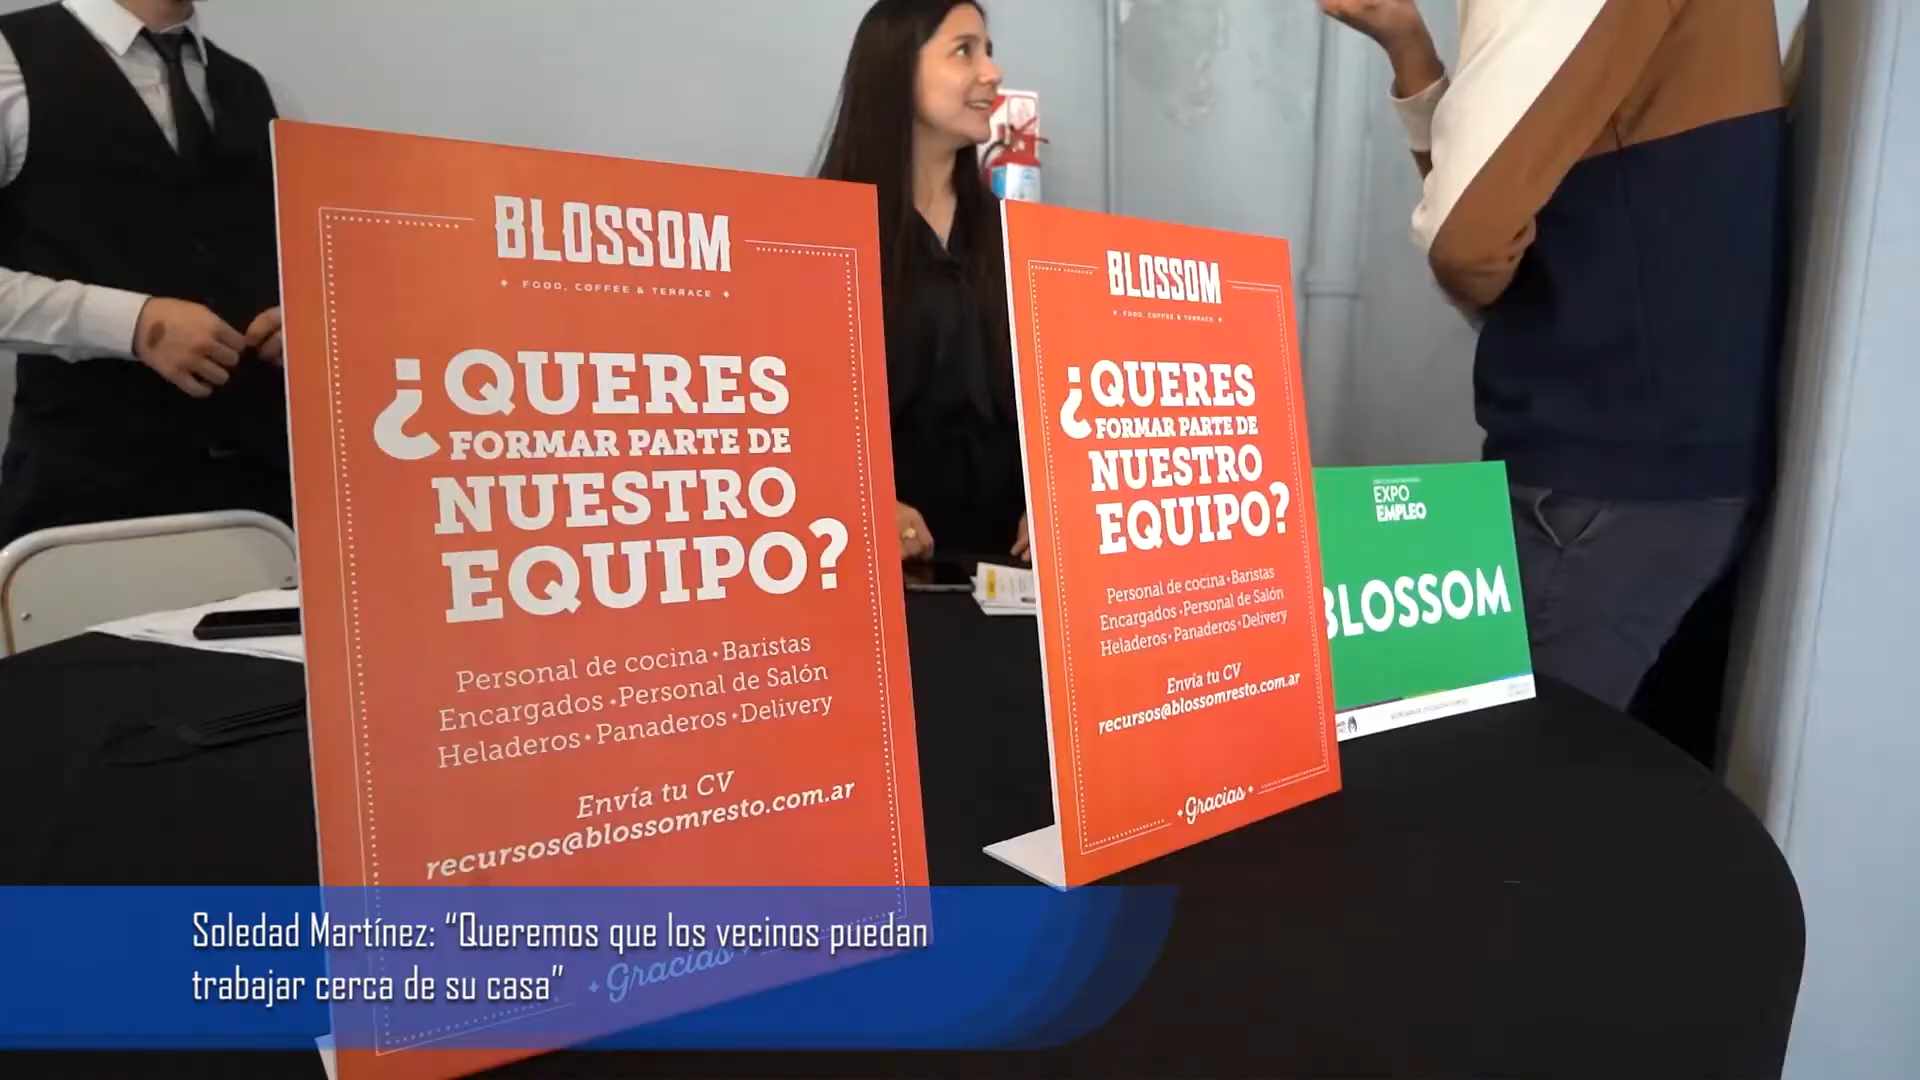 BLOSSOM
FOOD, COFFEE & TERRACE
¿QUERES
FORMAR PARTE DE
NUESTRO
EQUIPO?
Personal de cocina • Baristas
Encargados • Personal de Salón
Heladeros • Panaderos • Delivery
Envía tu CV
recursos@blossomresto.com.ar
Gracias
BLOSSOM
FOOD, COFFEE & TERRACE
¿QUERES
FORMAR PARTE DE
NUESTRO
EQUIPO?
Personal de cocina • Baristas
Encargados • Personal de Salón
Heladeros • Panaderos • Delivery
Envía tu CV
recursos@blossomresto.com.ar
Gracias
EXPO
EMPLEO
BLOSSOM
Soledad Martínez: “Queremos que los vecinos puedan
trabajar cerca de su casa”